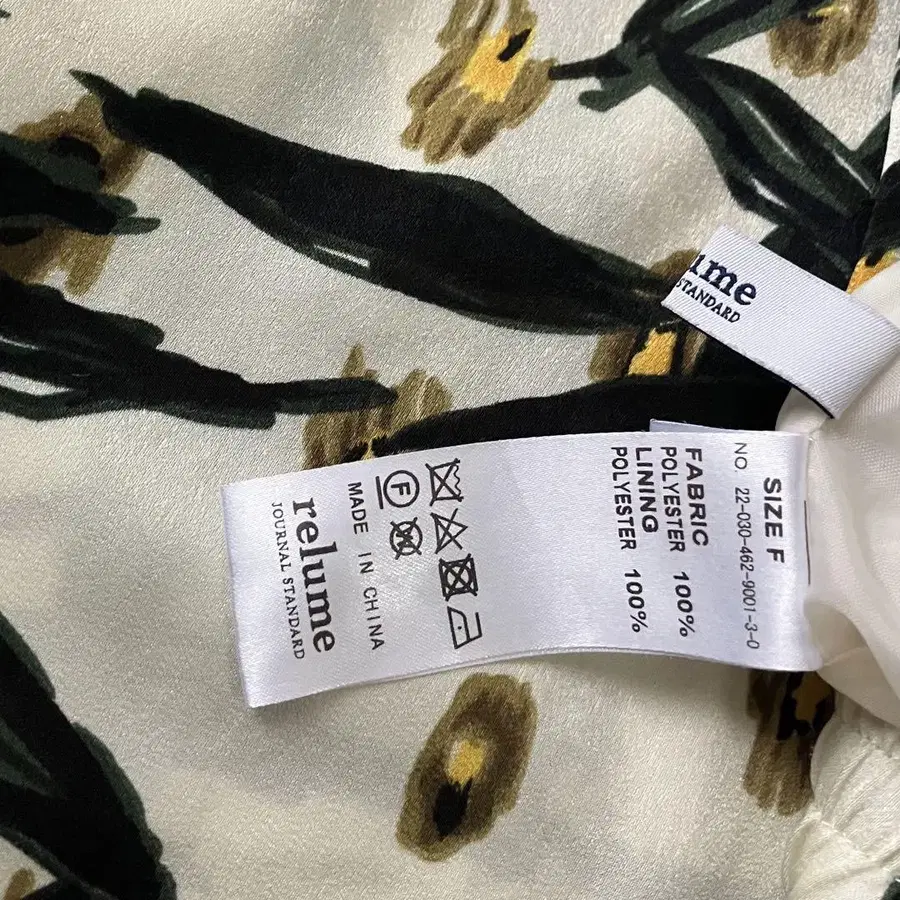 SIZE F
NO. 22-030-462-9001-3-0
FABRIC
POLYESTER 100%
LINING
POLYESTER 100%
F
MADE IN CHINA
relume
JOURNAL STANDARD
ume
STANDARD